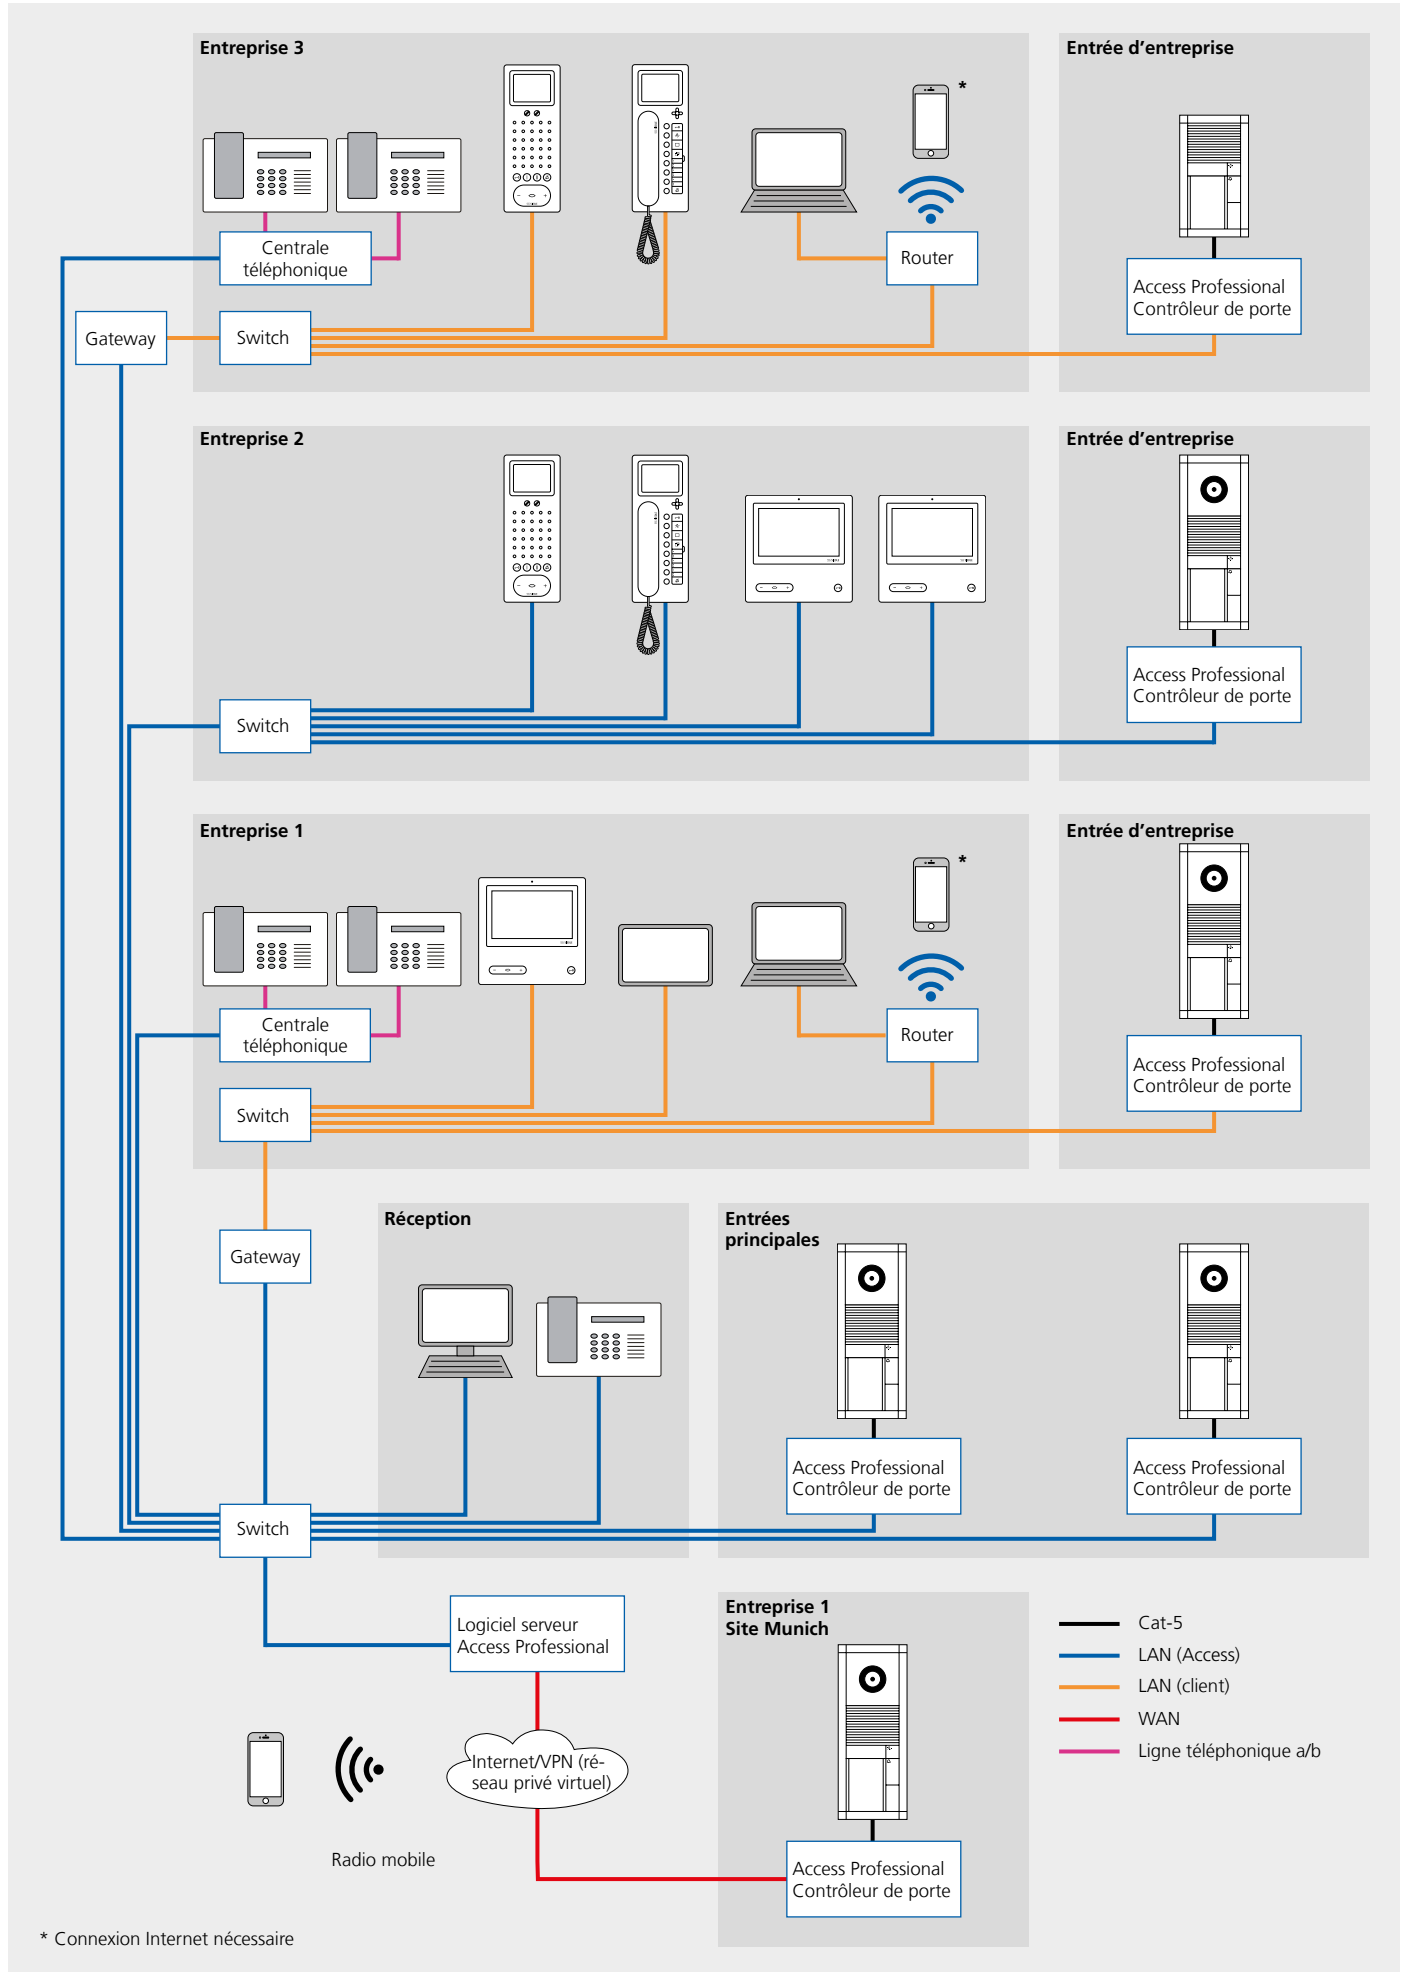 Entreprise 3
Entrée d’entreprise
*
Centrale
téléphonique
Router
Access Professional
Contrôleur de porte
Gateway
Switch
Entreprise 2
Entrée d’entreprise
Access Professional
Contrôleur de porte
Switch
Entreprise 1
Entrée d’entreprise
*
Centrale
téléphonique
Router
Access Professional
Contrôleur de porte
Switch
Gateway
Réception
Entrées
principales
Access Professional
Contrôleur de porte
Access Professional
Contrôleur de porte
Switch
Logiciel serveur
Access Professional
Entreprise 1
Site Munich
Cat-5
LAN (Access)
LAN (client)
WAN
Ligne téléphonique a/b
Internet/VPN (ré-
seau privé virtuel)
Radio mobile
Access Professional
Contrôleur de porte
* Connexion Internet nécessaire